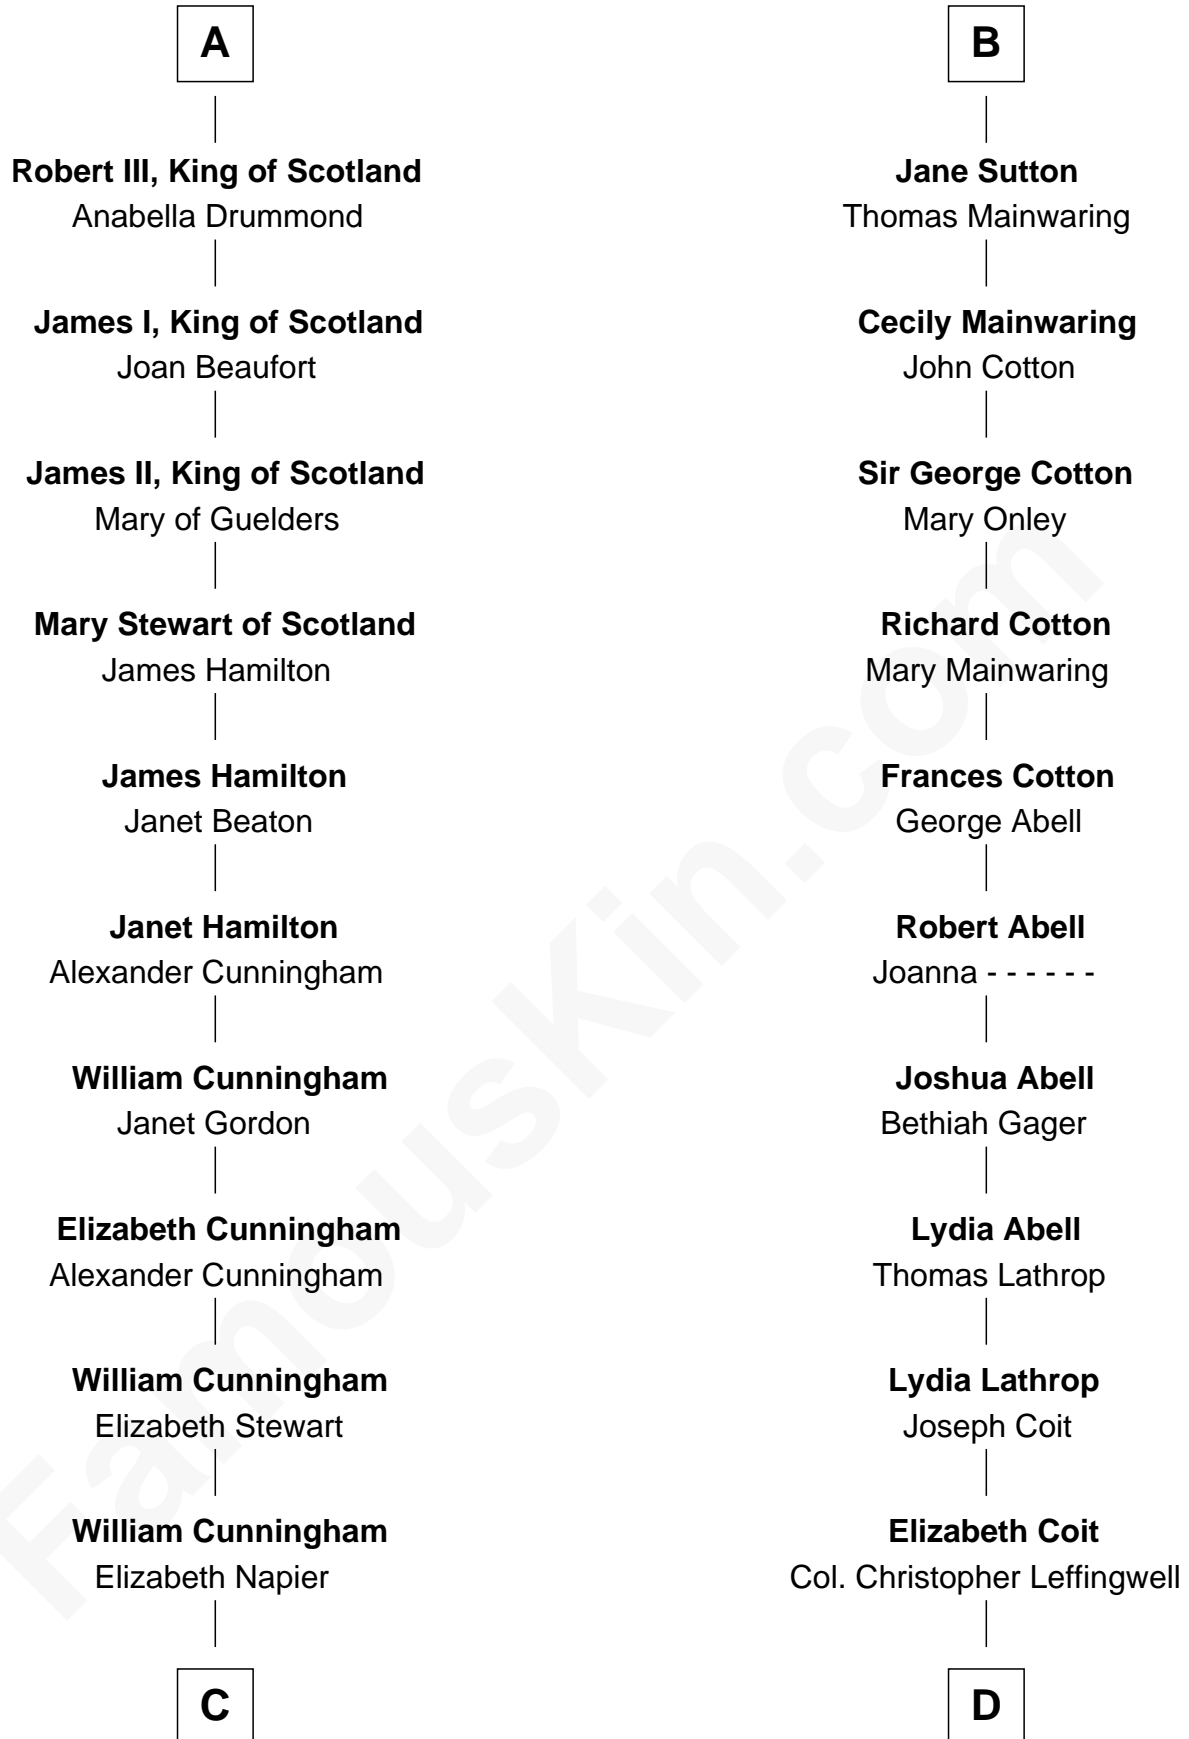 A
Robert III, King of Scotland
Anabella Drummond
James I, King of Scotland
Joan Beaufort
James II, King of Scotland
Mary of Guelders
Mary Stewart of Scotland
James Hamilton
James Hamilton
Janet Beaton
Janet Hamilton
Alexander Cunningham
William Cunningham
Janet Gordon
Elizabeth Cunningham
Alexander Cunningham
William Cunningham
Elizabeth Stewart
William Cunningham
Elizabeth Napier
C
B
Jane Sutton
Thomas Mainwaring
Cecily Mainwaring
John Cotton
Sir George Cotton
Mary Onley
Richard Cotton
Mary Mainwaring
Frances Cotton
George Abell
Robert Abell
Joanna - - - - - -
Joshua Abell
Bethiah Gager
Lydia Abell
Thomas Lathrop
Lydia Lathrop
Joseph Coit
Elizabeth Coit
Col. Christopher Leffingwell
D
FamousKin.com